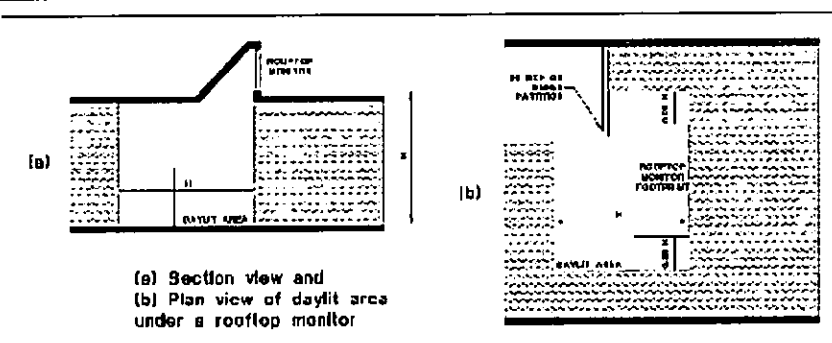 ROOFTOP
MONITOR
(a)
H
DAYLIT AREA
H
(a) Section view and
(b) Plan view of daylit area
under a rooftop monitor
(b)
PARTITION
ROOFTOP
MONITOR
FOOTPRINT
H
DAYLIT AREA